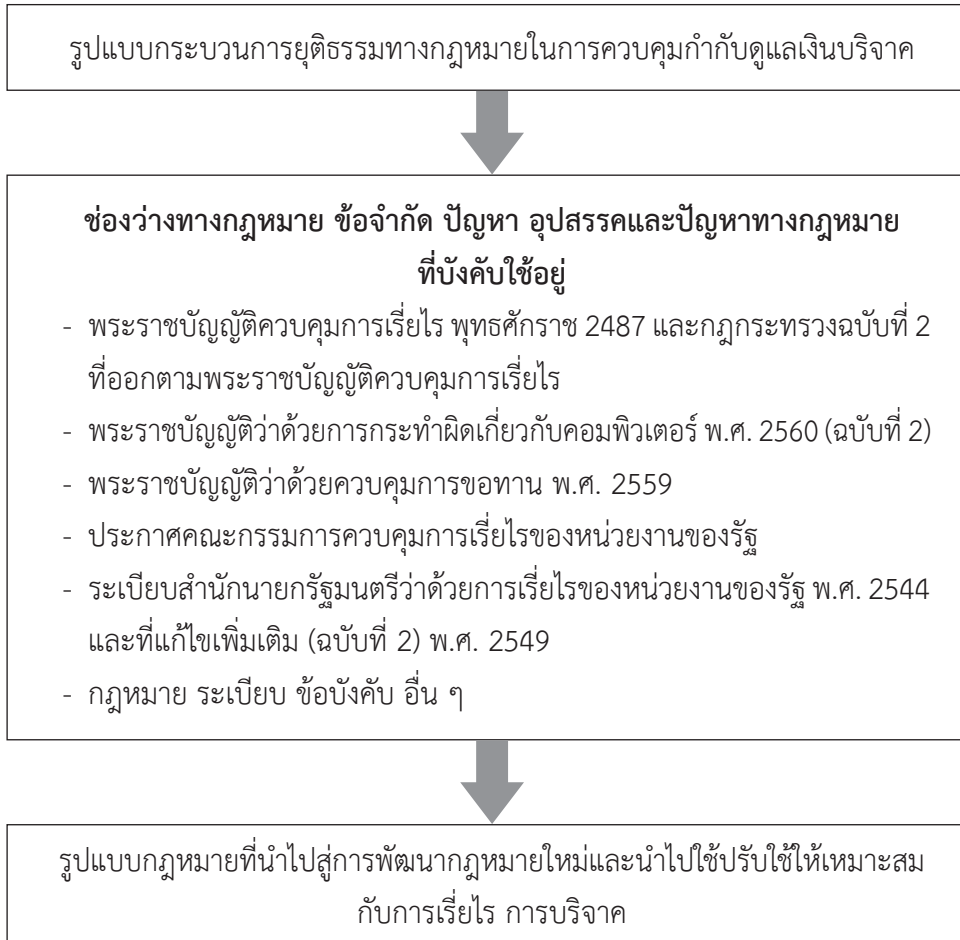 รูปแบบกระบวนการยุติธรรมทางกฎหมายในการควบคุมกำกับดูแลเงินบริจาค
ช่องว่างทางกฎหมาย ข้อจำกัด ปัญหา อุปสรรคและปัญหาทางกฎหมาย
ที่บังคับใช้อยู่
- พระราชบัญญัติควบคุมการเรี่ยไร พุทธศักราช 2487 และกฎกระทรวงฉบับที่ 2
ที่ออกตามพระราชบัญญัติควบคุมการเรี่ยไร
- พระราชบัญญัติว่าด้วยการกระทำผิดเกี่ยวกับคอมพิวเตอร์ พ.ศ. 2560 (ฉบับที่ 2)
- พระราชบัญญัติว่าด้วยควบคุมการขอทาน พ.ศ. 2559
- ประกาศคณะกรรมการควบคุมการเรี่ยไรของหน่วยงานของรัฐ
- ระเบียบสำนักนายกรัฐมนตรีว่าด้วยการเรี่ยไรของหน่วยงานของรัฐ พ.ศ. 2544
และที่แก้ไขเพิ่มเติม (ฉบับที่ 2) พ.ศ. 2549
- กฎหมาย ระเบียบ ข้อบังคับ อื่น ๆ
รูปแบบกฎหมายที่นำไปสู่การพัฒนากฎหมายใหม่และนำไปใช้ปรับใช้ให้เหมาะสม
กับการเรี่ยไร การบริจาค